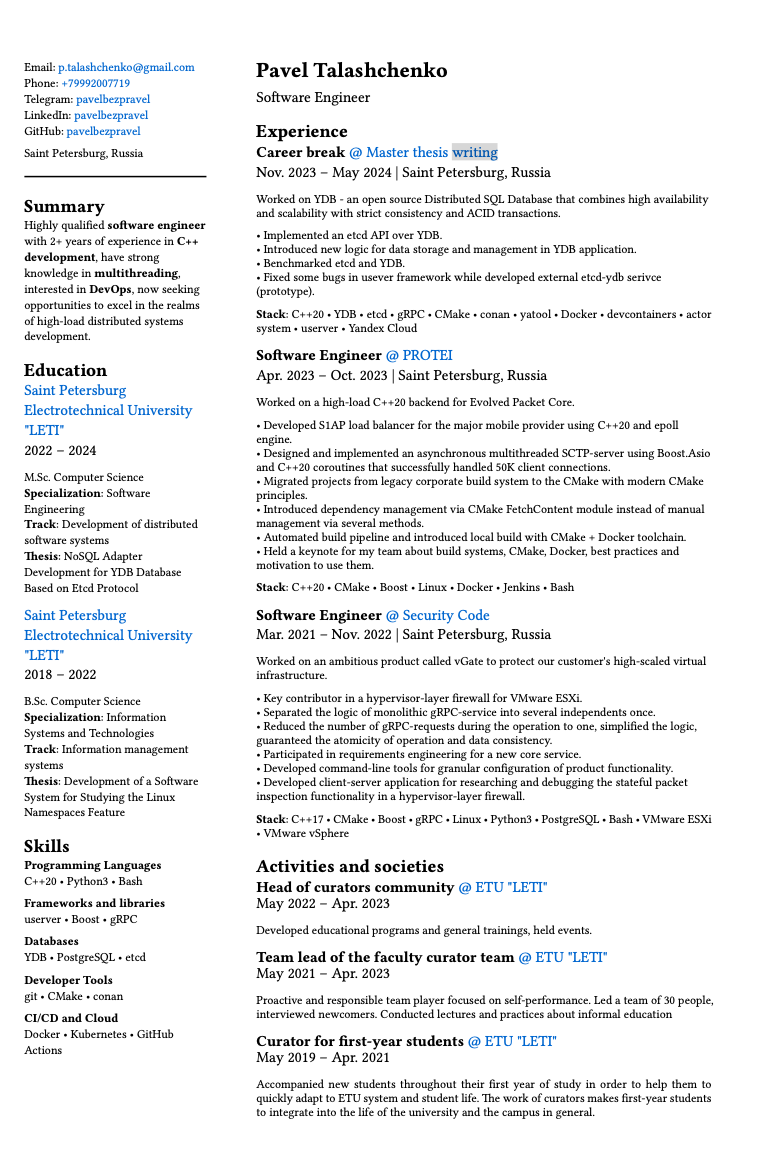 Email: p.talashchenko@gmail.com
Phone: +79992007719
Telegram: pavelbezpravel
LinkedIn: pavelbezpravel
GitHub: pavelbezpravel
Saint Petersburg, Russia
Summary
Highly qualified software engineer
with 2+ years of experience in C++
development, have strong
knowledge in multithreading,
interested in DevOps, now seeking
opportunities to excel in the realms
of high-load distributed systems
development.
Education
Saint Petersburg
Electrotechnical University
"LETI"
2022 – 2024
M.Sc. Computer Science
Specialization: Software
Engineering
Track: Development of distributed
software systems
Thesis: NoSQL Adapter
Development for YDB Database
Based on Etcd Protocol
Saint Petersburg
Electrotechnical University
"LETI"
2018 – 2022
B.Sc. Computer Science
Specialization: Information
Systems and Technologies
Track: Information management
systems
Thesis: Development of a Software
System for Studying the Linux
Namespaces Feature
Skills
Programming Languages
C++20 • Python3 • Bash
Frameworks and libraries
userver • Boost • gRPC
Databases
YDB • PostgreSQL • etcd
Developer Tools
git • CMake • conan
CI/CD and Cloud
Docker • Kubernetes • GitHub
Actions
Pavel Talashchenko
Software Engineer
Experience
Career break @ Master thesis writing
Nov. 2023 – May 2024 | Saint Petersburg, Russia
Worked on YDB - an open source Distributed SQL Database that combines high availability
and scalability with strict consistency and ACID transactions.
• Implemented an etcd API over YDB.
• Introduced new logic for data storage and management in YDB application.
• Benchmarked etcd and YDB.
• Fixed some bugs in usever framework while developed external etcd-ydb serivce
(prototype).
Stack: C++20 • YDB • etcd • gRPC • CMake • conan • yatool • Docker • devcontainers • actor
system • userver • Yandex Cloud
Software Engineer @ PROTEI
Apr. 2023 – Oct. 2023 | Saint Petersburg, Russia
Worked on a high-load C++20 backend for Evolved Packet Core.
• Developed S1AP load balancer for the major mobile provider using C++20 and epoll
engine.
• Designed and implemented an asynchronous multithreaded SCTP-server using Boost.Asio
and C++20 coroutines that successfully handled 50K client connections.
• Migrated projects from legacy corporate build system to the CMake with modern CMake
principles.
• Introduced dependency management via CMake FetchContent module instead of manual
management via several methods.
• Automated build pipeline and introduced local build with CMake + Docker toolchain.
• Held a keynote for my team about build systems, CMake, Docker, best practices and
motivation to use them.
Stack: C++20 • CMake • Boost • Linux • Docker • Jenkins • Bash
Software Engineer @ Security Code
Mar. 2021 – Nov. 2022 | Saint Petersburg, Russia
Worked on an ambitious product called vGate to protect our customer's high-scaled virtual
infrastructure.
• Key contributor in a hypervisor-layer firewall for VMware ESXi.
• Separated the logic of monolithic gRPC-service into several independents once.
• Reduced the number of gRPC-requests during the operation to one, simplified the logic,
guaranteed the atomicity of operation and data consistency.
• Participated in requirements engineering for a new core service.
• Developed command-line tools for granular configuration of product functionality.
• Developed client-server application for researching and debugging the stateful packet
inspection functionality in a hypervisor-layer firewall.
Stack: C++17 • CMake • Boost • gRPC • Linux • Python3 • PostgreSQL • Bash • VMware ESXi
• VMware vSphere
Activities and societies
Head of curators community @ ETU "LETI"
May 2022 – Apr. 2023
Developed educational programs and general trainings, held events.
Team lead of the faculty curator team @ ETU "LETI"
May 2021 – Apr. 2023
Proactive and responsible team player focused on self-performance. Led a team of 30 people,
interviewed newcomers. Conducted lectures and practices about informal education
Curator for first-year students @ ETU "LETI"
May 2019 – Apr. 2021
Accompanied new students throughout their first year of study in order to help them to
quickly adapt to ETU system and student life. The work of curators makes first-year students
to integrate into the life of the university and the campus in general.